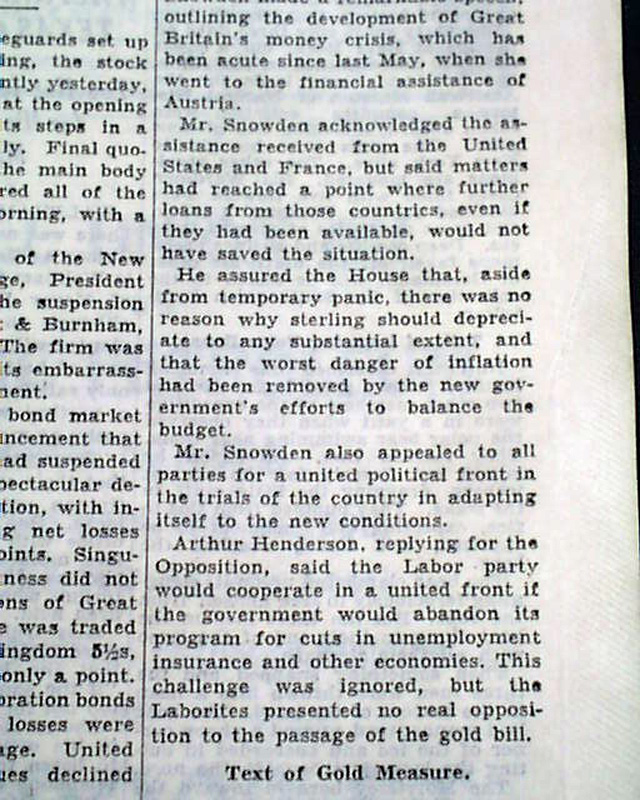 eguards set up
ing, the stock
ntly yesterday,
at the opening
ts steps in a
ly. Final quo-
he main body
red all of the
orning, with a
of the New
ge, President
he suspension
& Burnham,
The firm was
ts embarrass-
ment.
bond market
ncement that
ad suspended
pectacular de-
tion, with in-
g net losses
oints. Singu-
ness did not
ons of Great
e was traded
ingdom 5½s,
only a point.
oration bonds
losses were
age. United
ues declined
outlining the development of Great
Britain's money crisis, which has
been acute since last May, when she
went to the financial assistance of
Austria.
Mr. Snowden acknowledged the as-
sistance received from the United
States and France, but said matters
had reached a point where further
loans from those countries, even if
they had been available, would not
have saved the situation.
He assured the House that, aside
from temporary panic, there was no
reason why sterling should depreci-
ate to any substantial extent, and
that the worst danger of inflation
had been removed by the new gov-
ernment's efforts to balance the
budget.
Mr. Snowden also appealed to all
parties for a united political front in
the trials of the country in adapting
itself to the new conditions.
Arthur Henderson, replying for the
Opposition, said the Labor party
would cooperate in a united front if
the government would abandon its
program for cuts in unemployment
insurance and other economies. This
challenge was ignored, but the
Laborites presented no real opposi-
tion to the passage of the gold bill.
Text of Gold Measure.